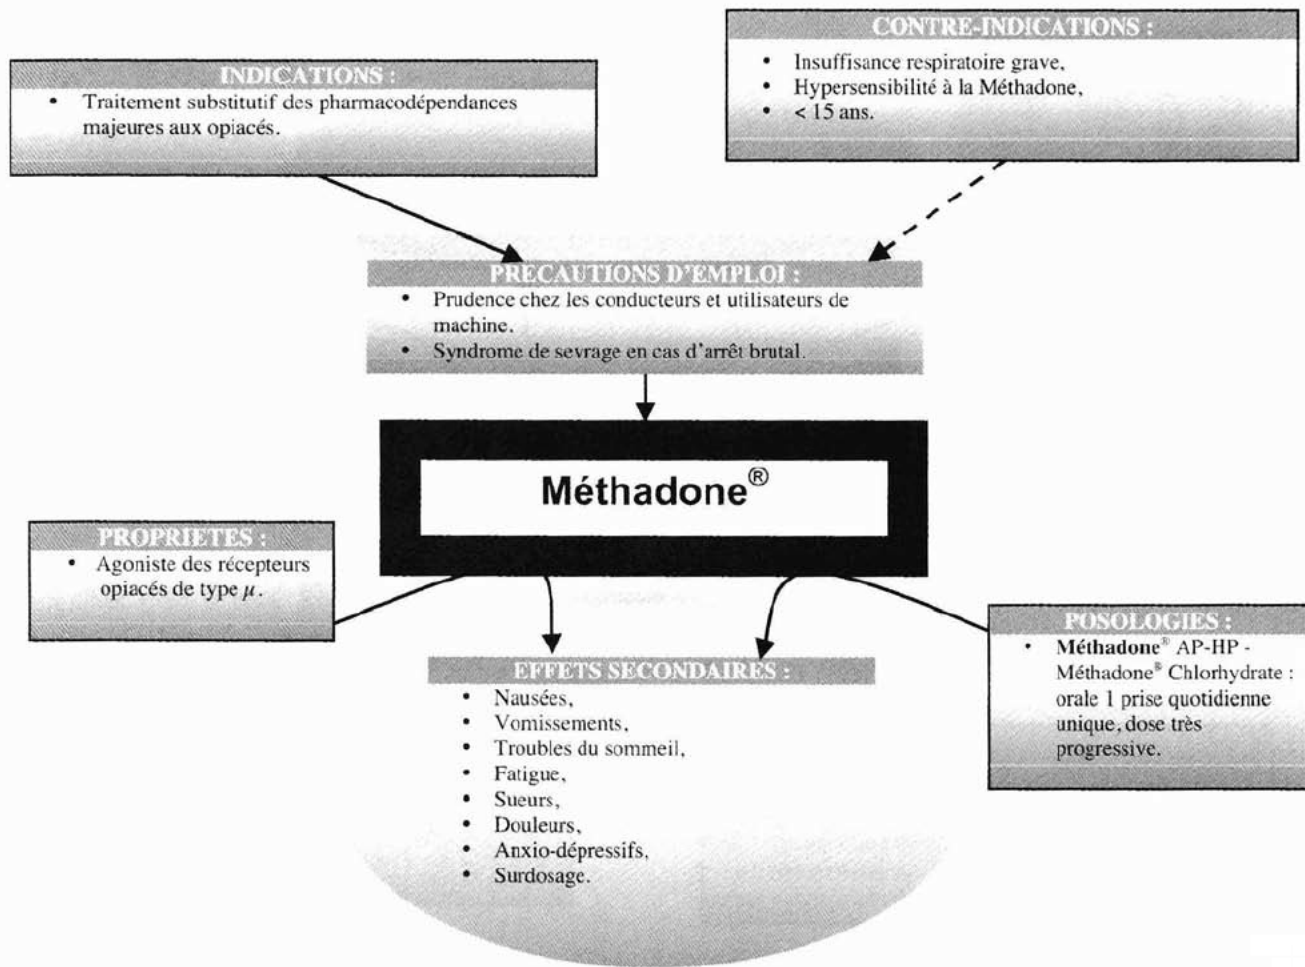 CONTRE-INDICATIONS :
• Insuffisance respiratoire grave,
• Hypersensibilité à la Méthadone,
• < 15 ans.
INDICATIONS :
• Traitement substitutif des pharmacodépendances
majeures aux opiacés.
PRECAUTIONS D'EMPLOI :
• Prudence chez les conducteurs et utilisateurs de
machine.
• Syndrome de sevrage en cas d'arrêt brutal.
Méthadone®
PROPRIETES :
• Agoniste des récepteurs
opiacés de type µ.
POSOLOGIES :
• Méthadone® AP-HP -
Méthadone® Chlorhydrate :
orale 1 prise quotidienne
unique, dose très
progressive.
EFFETS SECONDAIRES :
• Nausées,
• Vomissements,
• Troubles du sommeil,
• Fatigue,
• Sueurs,
• Douleurs,
• Anxio-dépressifs,
• Surdosage.